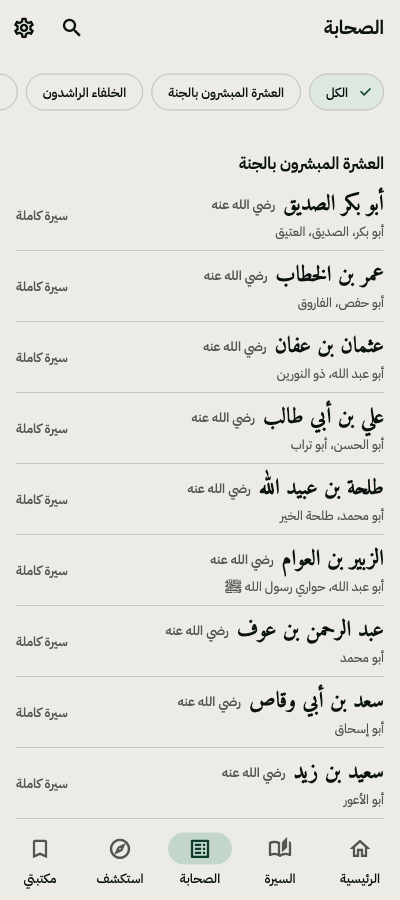 الصحابة
الكل
العشرة المبشرون بالجنة
الخلفاء الراشدون
العشرة المبشرون بالجنة
أبو بكر الصديق رضي الله عنه
أبو بكر، الصديق، العتيق
سيرة كاملة
عمر بن الخطاب رضي الله عنه
أبو حفص، الفاروق
سيرة كاملة
عثمان بن عفان رضي الله عنه
أبو عبد الله، ذو النورين
سيرة كاملة
علي بن أبي طالب رضي الله عنه
أبو الحسن، أبو تراب
سيرة كاملة
طلحة بن عبيد الله رضي الله عنه
أبو محمد، طلحة الخير
سيرة كاملة
الزبير بن العوام رضي الله عنه
أبو عبد الله، حواري رسول الله ﷺ
سيرة كاملة
عبد الرحمن بن عوف رضي الله عنه
أبو محمد
سيرة كاملة
سعد بن أبي وقاص رضي الله عنه
أبو إسحاق
سيرة كاملة
سعيد بن زيد رضي الله عنه
أبو الأعور
سيرة كاملة
الرئيسية
السيرة
الصحابة
استكشف
مكتبتي